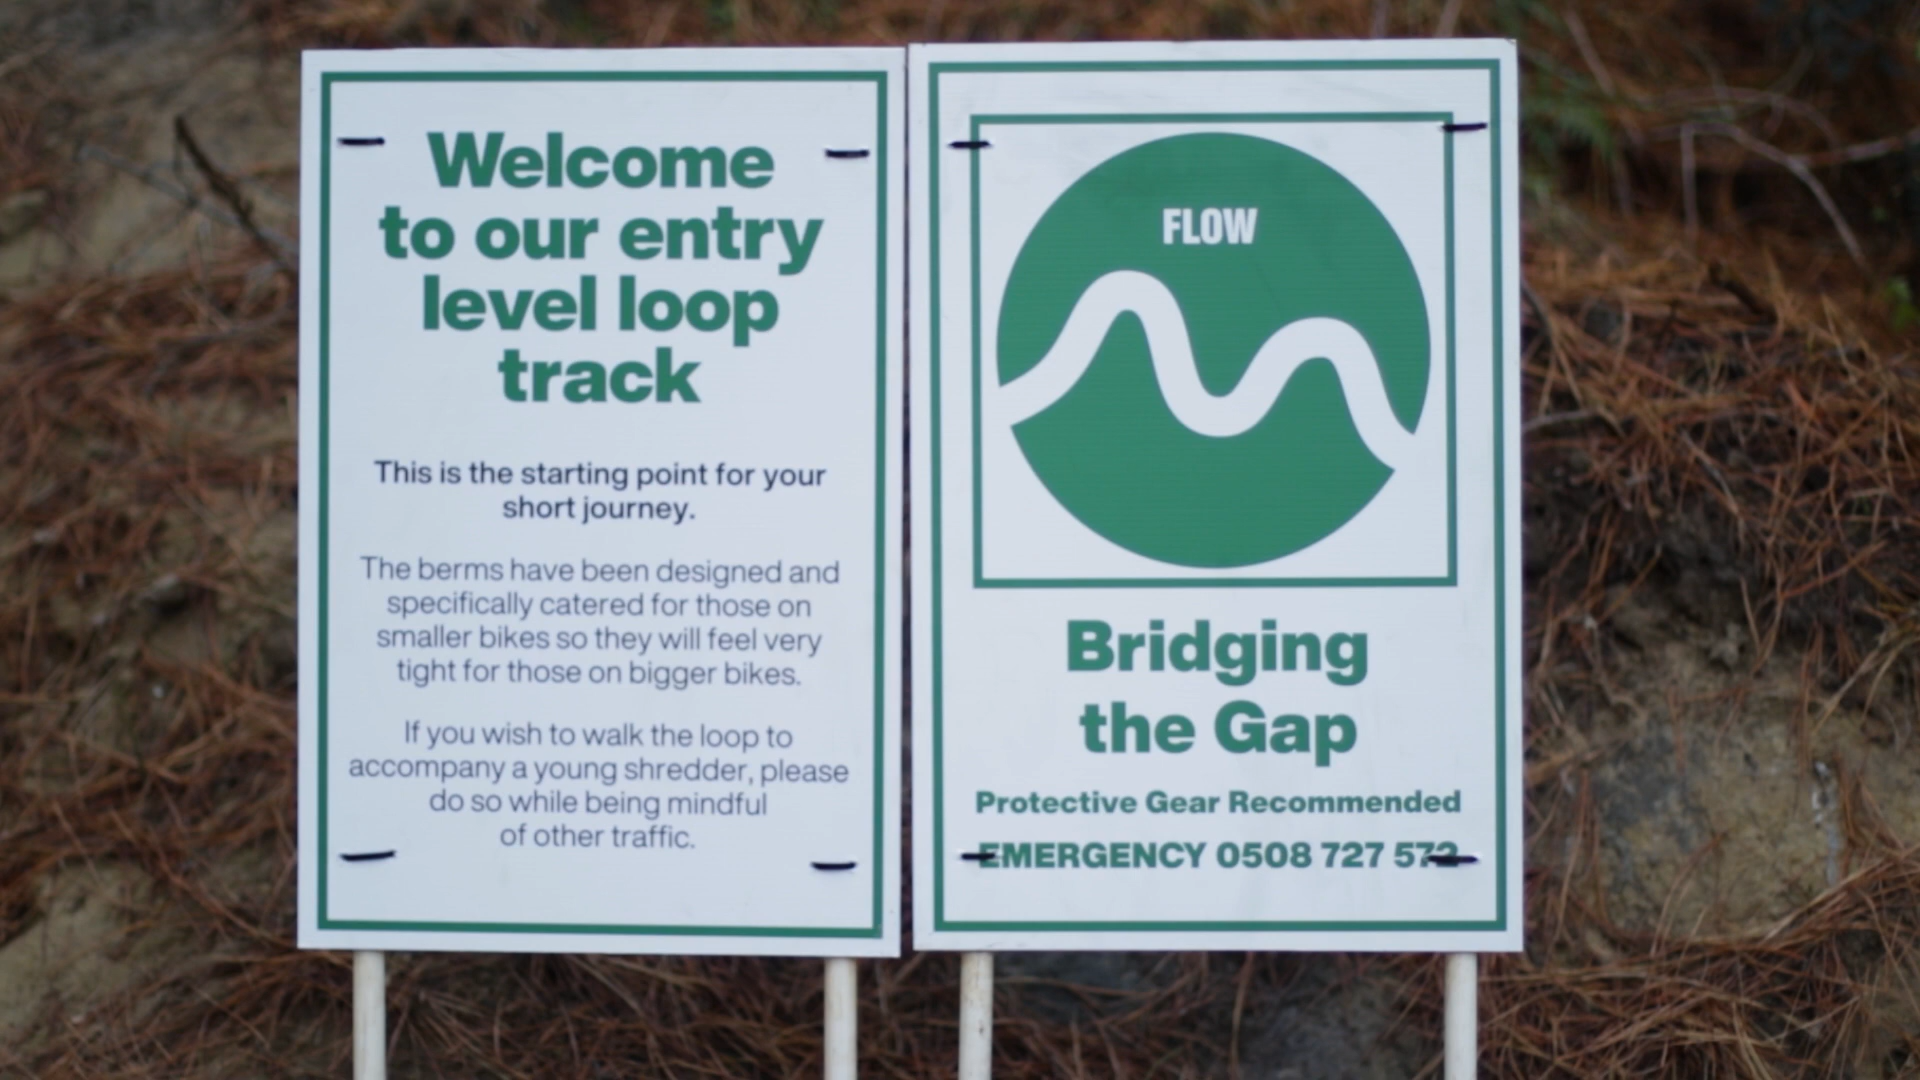 Welcome
to our entry
level loop
track
This is the starting point for your
short journey.
The berms have been designed and
specifically catered for those on
smaller bikes so they will feel very
tight for those on bigger bikes.
If you wish to walk the loop to
accompany a young shredder, please
do so while being mindful
of other traffic.
FLOW
Bridging
the Gap
Protective Gear Recommended
EMERGENCY 0508 727